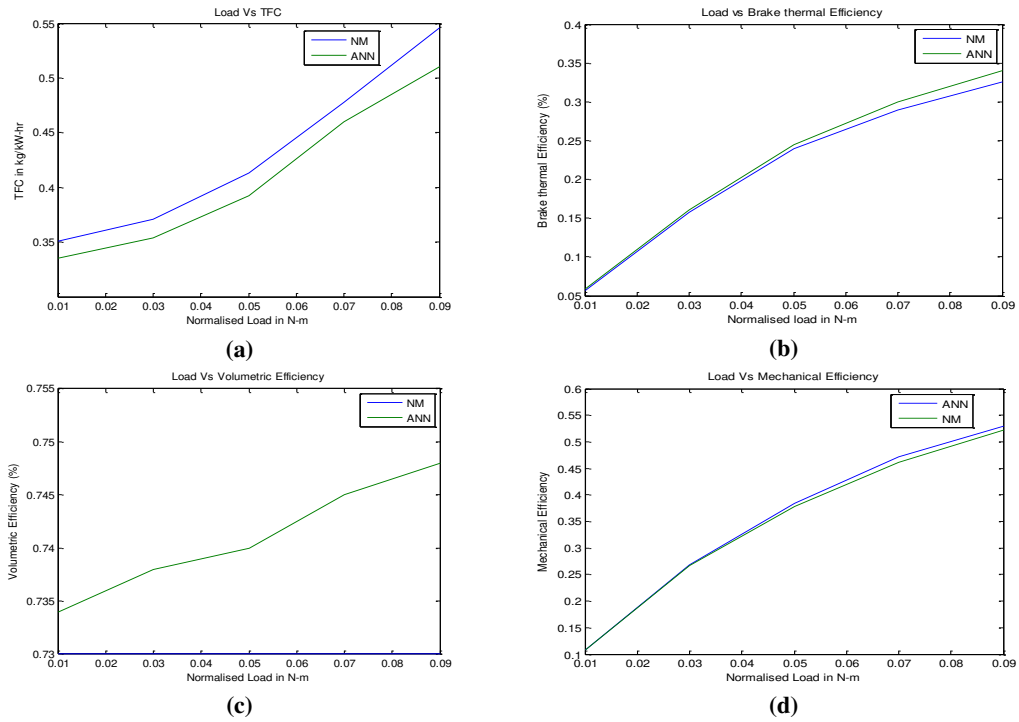 Load Vs TFC
NM
ANN
TFC in kg/kW-hr
0.55
0.5
0.45
0.4
0.35
0.01 0.02 0.03 0.04 0.05 0.06 0.07 0.08 0.09
Normalised Load in N-m
(a)
Load vs Brake thermal Efficiency
NM
ANN
Brake thermal Efficiency (%)
0.4
0.35
0.3
0.25
0.2
0.15
0.1
0.05
0.01 0.02 0.03 0.04 0.05 0.06 0.07 0.08 0.09
Normalised load in N-m
(b)
Load Vs Volumetric Efficiency
NM
ANN
Volumetric Efficiency (%)
0.755
0.75
0.745
0.74
0.735
0.73
0.01 0.02 0.03 0.04 0.05 0.06 0.07 0.08 0.09
Normalised Load in N-m
(c)
Load Vs Mechanical Efficiency
ANN
NM
Mechanical Efficiency
0.6
0.55
0.5
0.45
0.4
0.35
0.3
0.25
0.2
0.15
0.1
0.01 0.02 0.03 0.04 0.05 0.06 0.07 0.08 0.09
Normalised Load in N-m
(d)